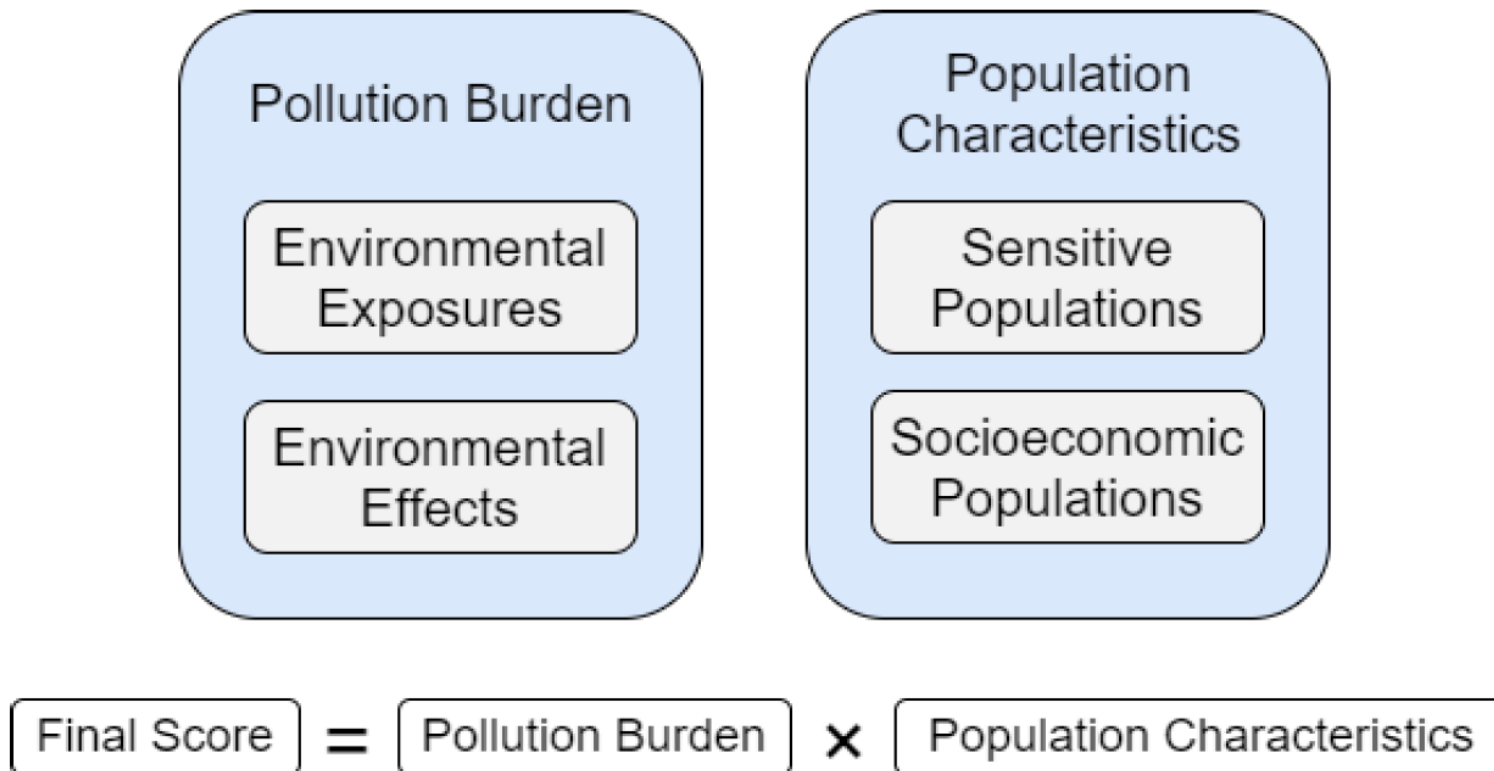 Pollution Burden
Environmental
Exposures
Environmental
Effects
Population
Characteristics
Sensitive
Populations
Socioeconomic
Populations
Final Score = Pollution Burden × Population Characteristics